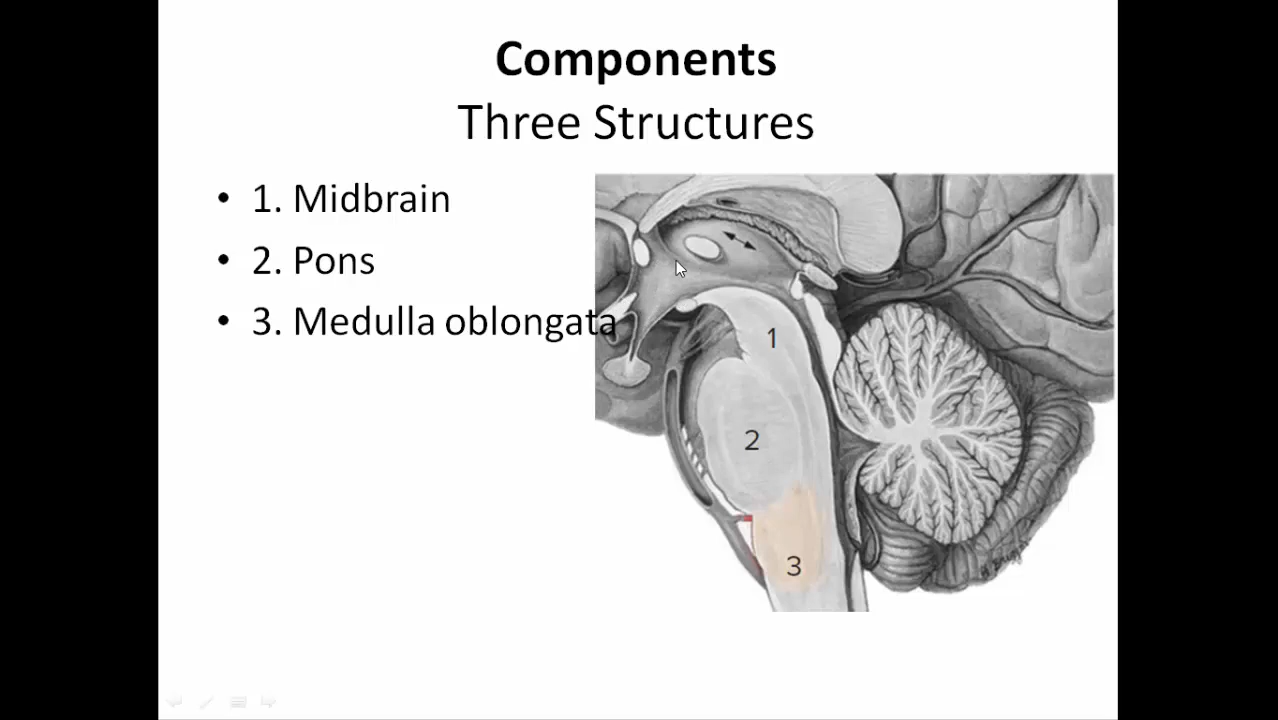 Components
Three Structures
• 1. Midbrain
• 2. Pons
• 3. Medulla oblongata
1
2
3